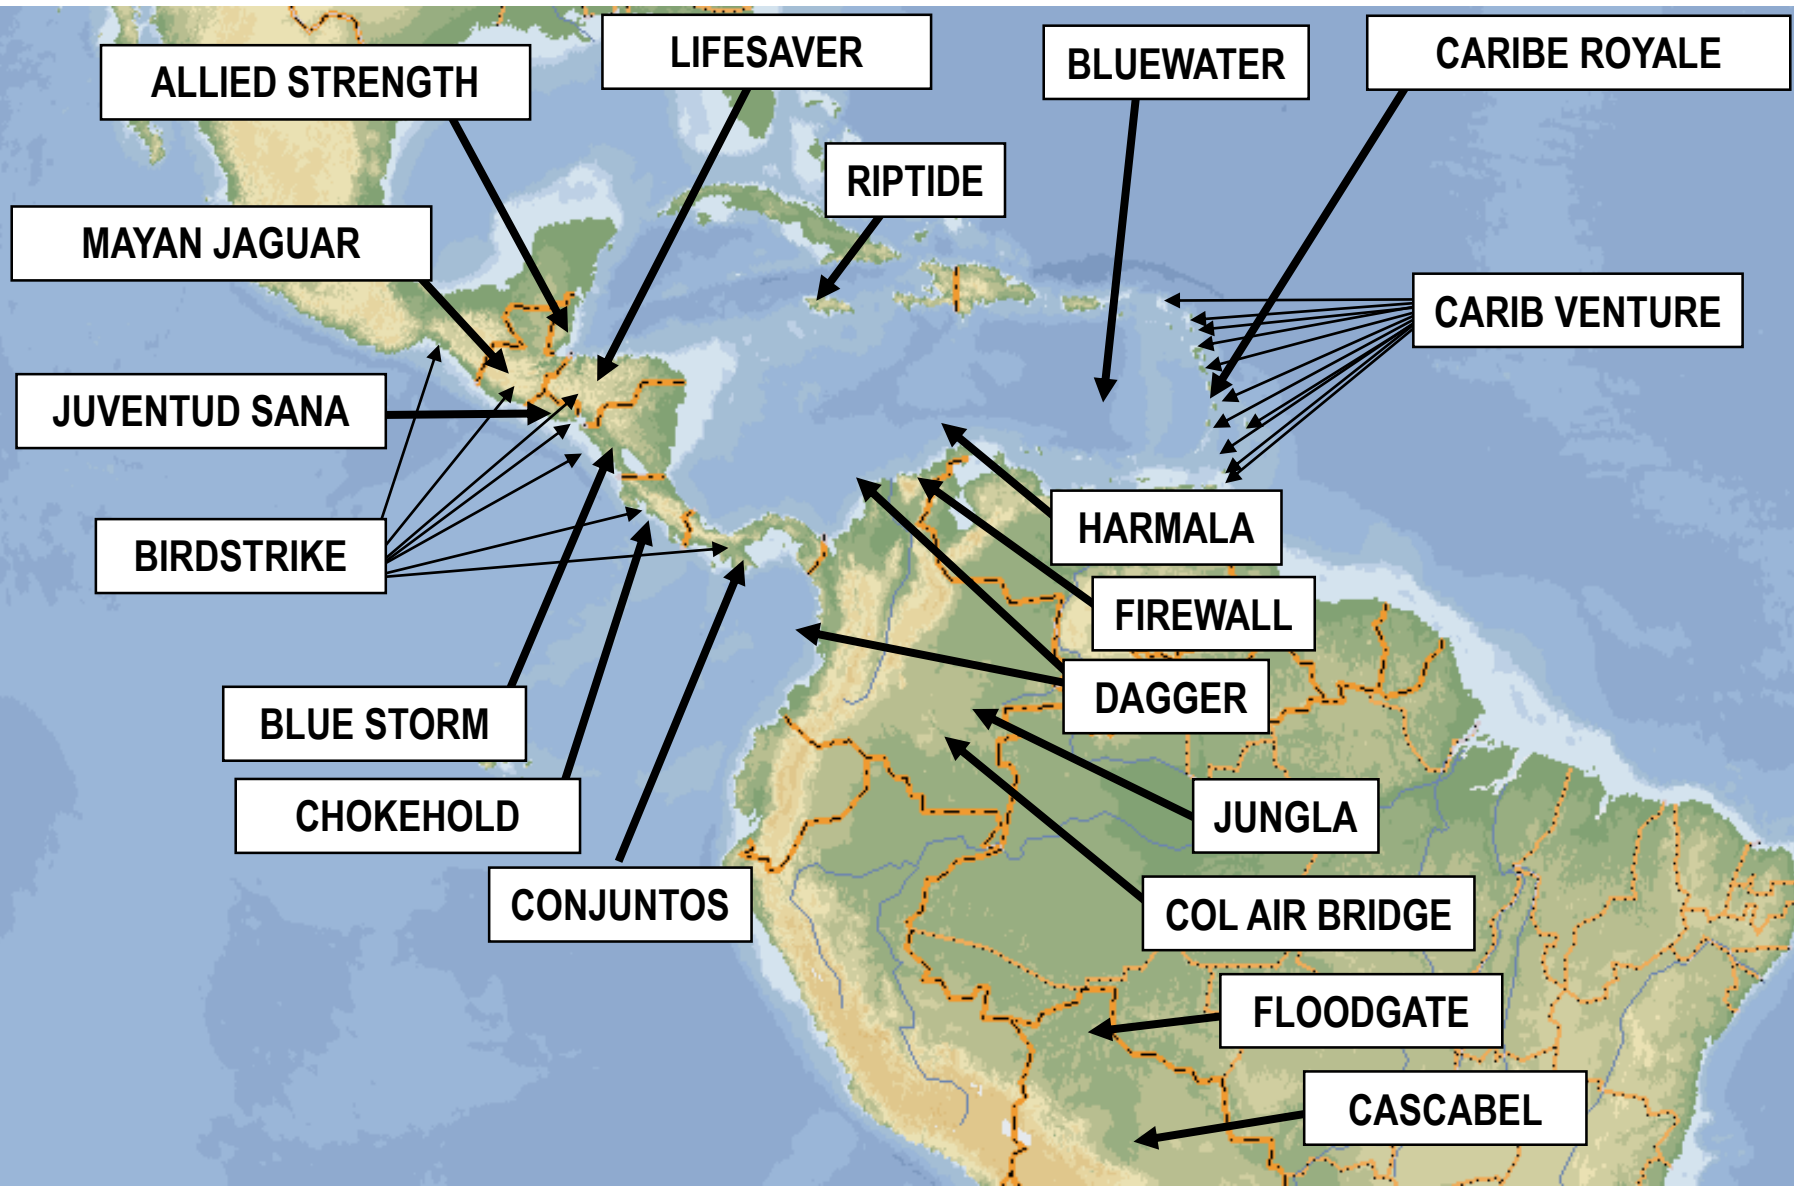 LIFESAVER
CARIBE ROYALE
BLUEWATER
ALLIED STRENGTH
RIPTIDE
MAYAN JAGUAR
CARIB VENTURE
JUVENTUD SANA
HARMALA
BIRDSTRIKE
FIREWALL
DAGGER
BLUE STORM
CHOKEHOLD
JUNGLA
CONJUNTOS
COL AIR BRIDGE
FLOODGATE
CASCABEL